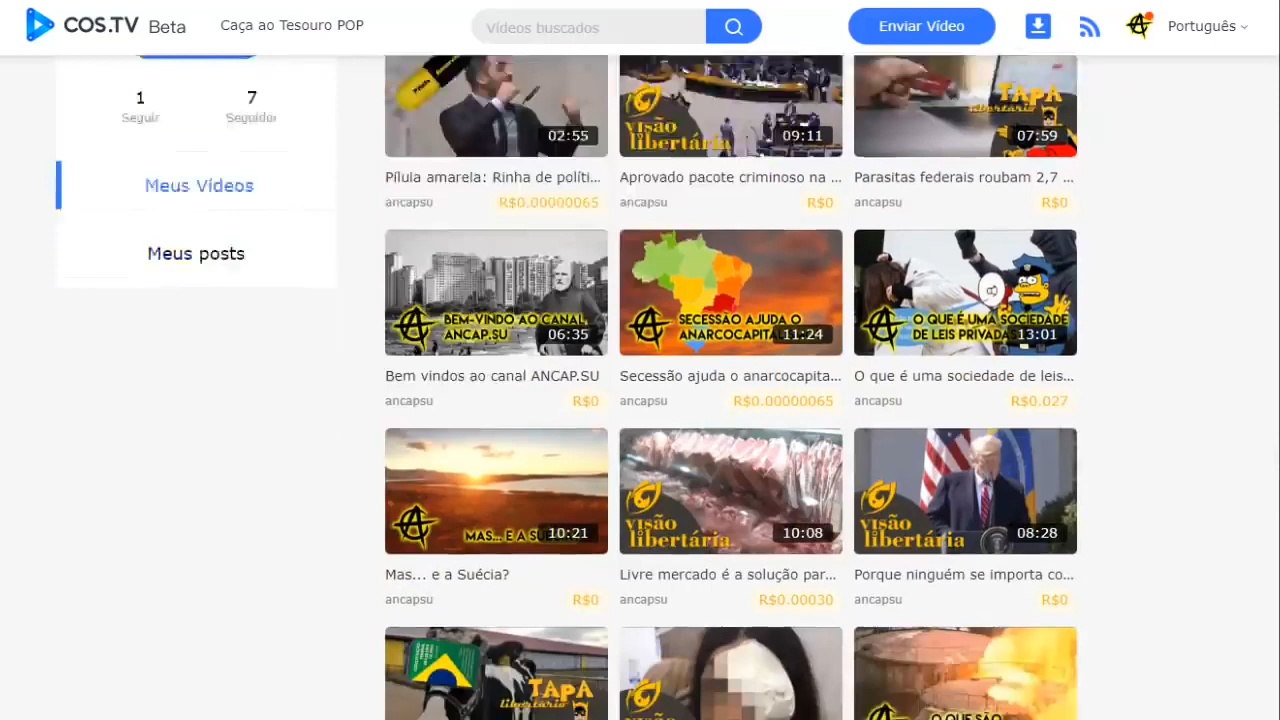 COS.TV Beta
Caça ao Tesouro POP
Vídeos buscados
Enviar Vídeo
Português
1
7
Seguir
Seguidor
Meus Vídeos
Meus posts
02:55
visão
libertária
09:11
TAPA
libertário
07:59
Pílula amarela: Rinha de políti...
Aprovado pacote criminoso na ...
Parasitas federais roubam 2,7 ...
ancapsu
R$0.00000065
ancapsu
R$0
ancapsu
R$0
BEM-VINDO AO CANAL
ANCAP.SU
06:35
SECESSÃO AJUDA O
11:24
O QUE É UMA SOCIEDADE
DE LEIS PRIVADAS
13:01
Bem vindos ao canal ANCAP.SU
Secessão ajuda o anarcocapita...
O que é uma sociedade de leis...
ancapsu
R$0
ancapsu
R$0.00000065
ancapsu
R$0.027
MAS... E A
10:21
visão
libertária
10:08
visão
libertária
08:28
Mas... e a Suécia?
Livre mercado é a solução par...
Porque ninguém se importa co...
ancapsu
R$0
ancapsu
R$0.00030
ancapsu
R$0
TAPA
libertário
visão
O QUE SÃO